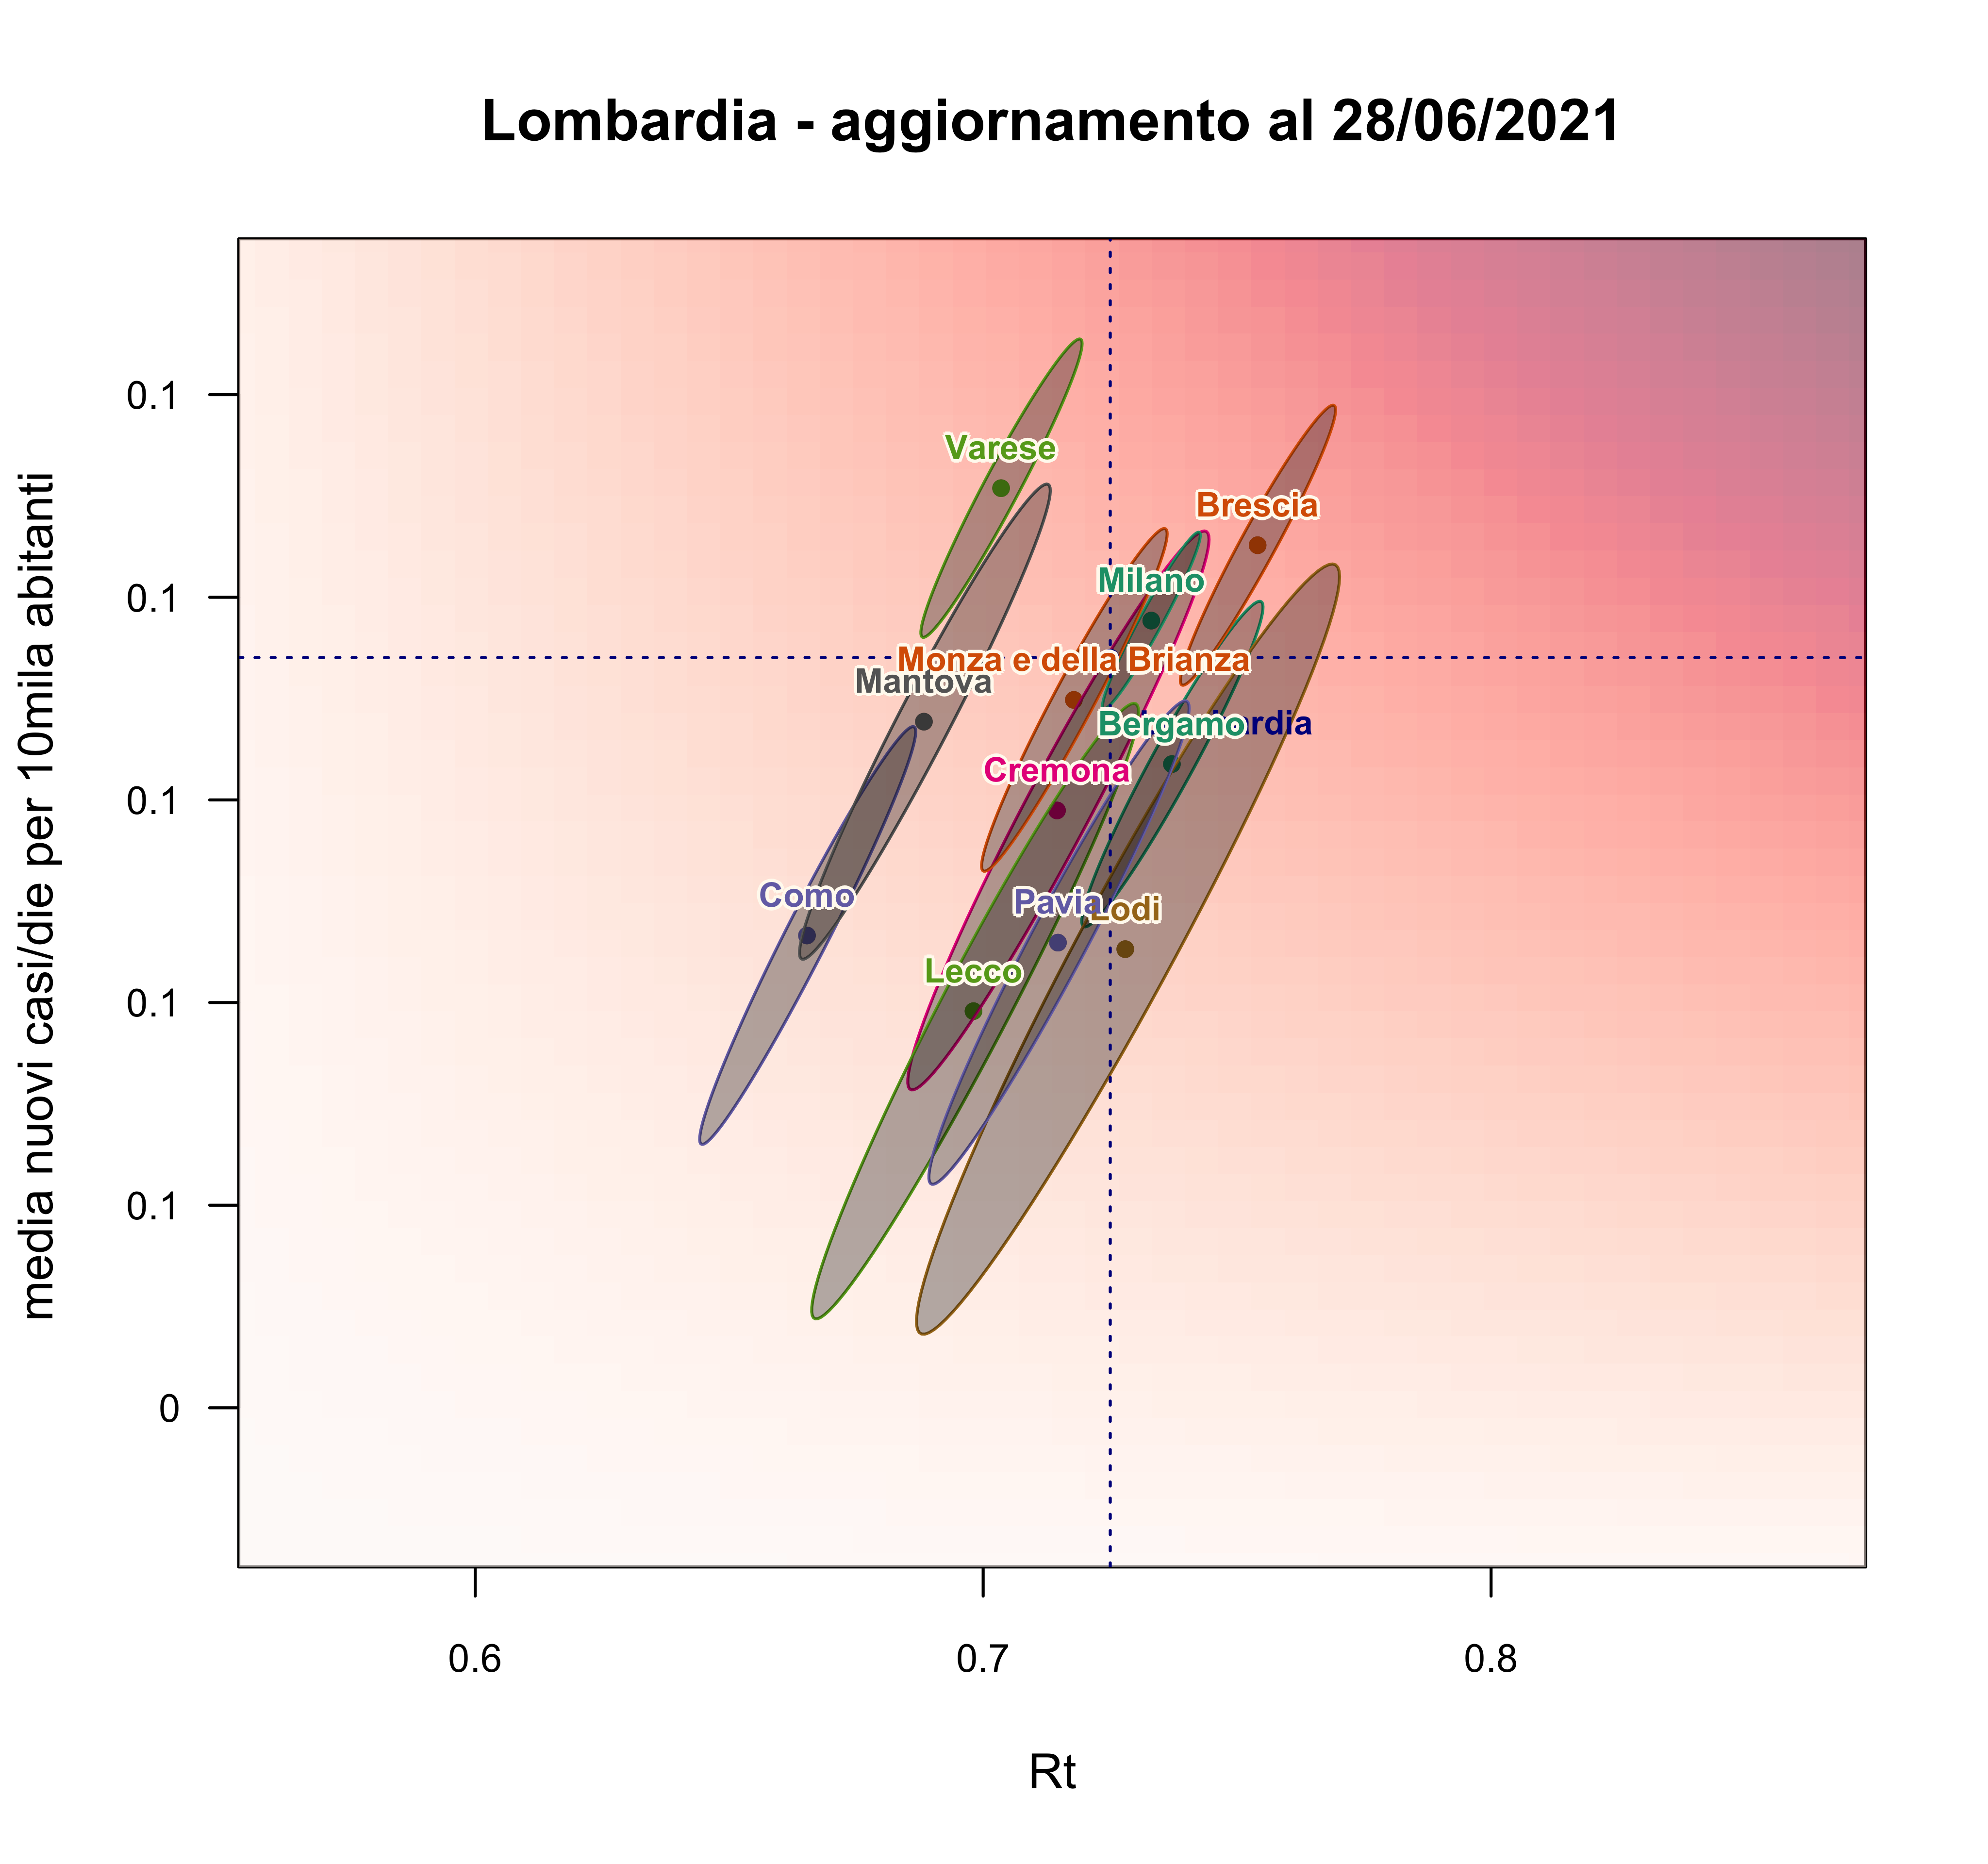 Lombardia - aggiornamento al 28/06/2021
media nuovi casi/die per 10mila abitanti
0.1
0.1
0.1
0.1
0.1
0
Varese
Brescia
Milano
Monza e della Brianza
Mantova
Bergamo
Cremona
Como
Pavia
Lodi
Lecco
0.6
0.7
0.8
Rt